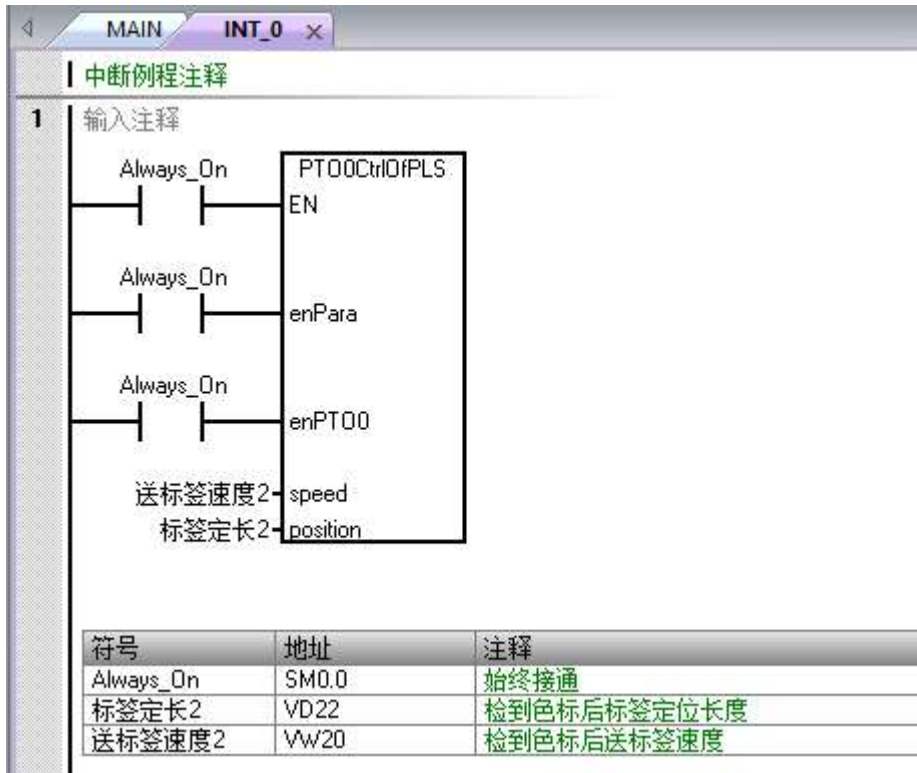 MAIN INT_0
中断例程注释
1 输入注释
Always_On PTO0CtrlOfPLS
EN
Always_On
enPara
Always_On
enPTO0
送标签速度2 speed
标签定长2 position
符号 地址 注释
Always_On SM0.0 始终接通
标签定长2 VD22 检到色标后标签定位长度
送标签速度2 VW20 检到色标后送标签速度